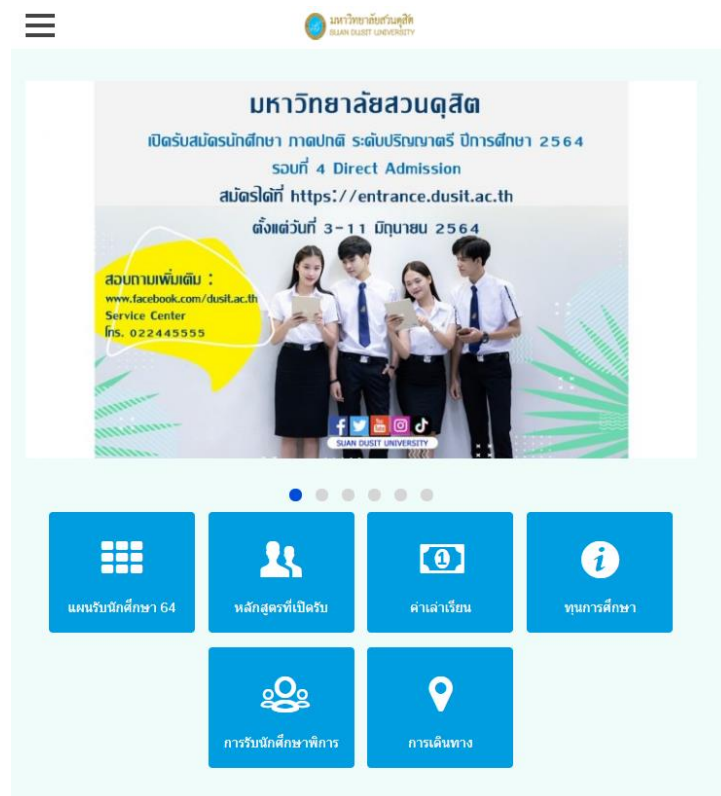 มหาวิทยาลัยสวนดุสิต
SUAN DUSIT UNIVERSITY
มหาวิทยาลัยสวนดุสิต
เปิดรับสมัครนักศึกษา ภาคปกติ ระดับปริญญาตรี ปีการศึกษา 2564
รอบที่ 4 Direct Admission
สมัครได้ที่ https://entrance.dusit.ac.th
ตั้งแต่วันที่ 3-11 มิถุนายน 2564
สอบถามเพิ่มเติม :
www.facebook.com/dusit.ac.th
Service Center
โทร. 022445555
SUAN DUSIT UNIVERSITY
แผนรับนักศึกษา 64
หลักสูตรที่เปิดรับ
ค่าเล่าเรียน
ทุนการศึกษา
การรับนักศึกษาพิการ
การเดินทาง